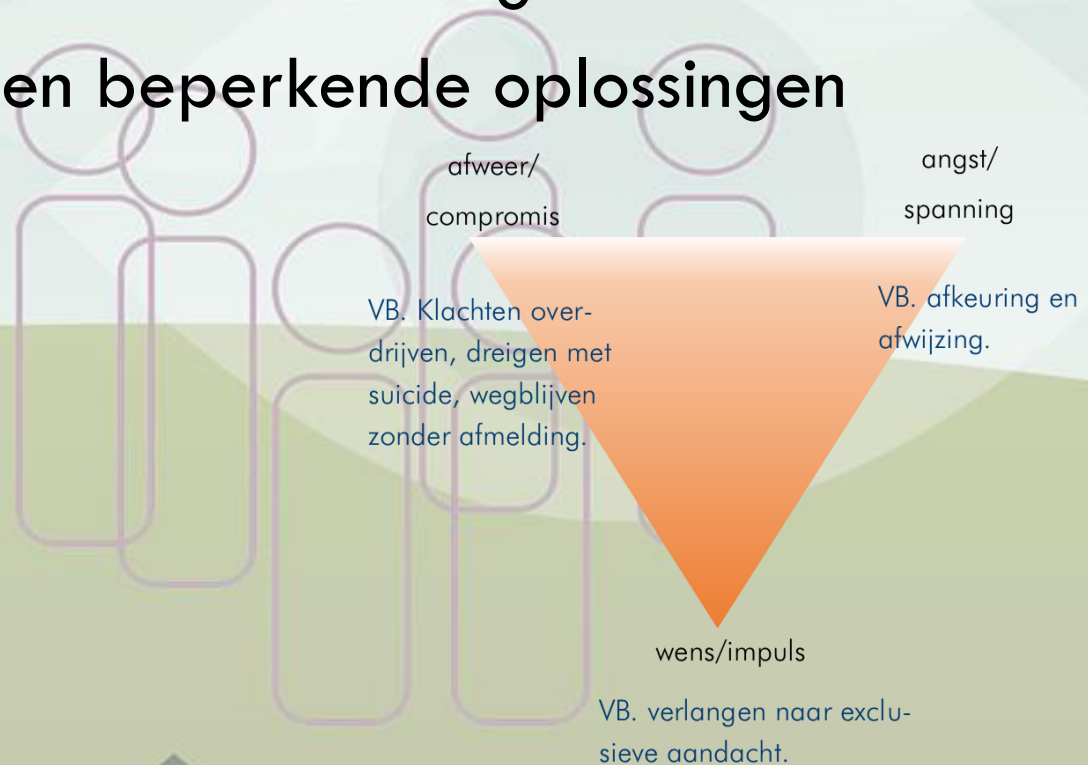 en beperkende oplossingen
afweer/
compromis
angst/
spanning
VB. Klachten over-
drijven, dreigen met
suicide, wegblijven
zonder afmelding.
VB. afkeuring en
afwijzing.
wens/impuls
VB. verlangen naar exclu-
sieve aandacht.